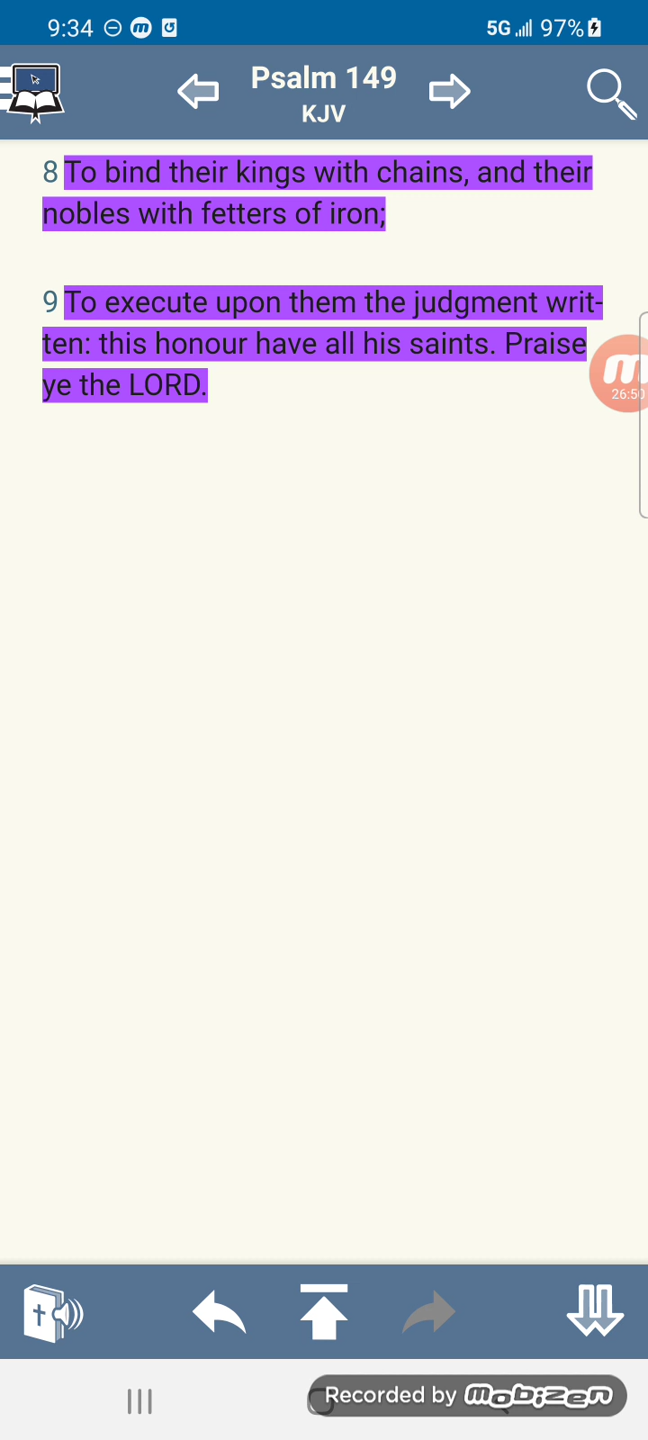 9:34
5G 97%
Psalm 149
KJV
8 To bind their kings with chains, and their
nobles with fetters of iron;
9 To execute upon them the judgment writ-
ten: this honour have all his saints. Praise
ye the LORD.
m
26:50
Recorded by mobizen